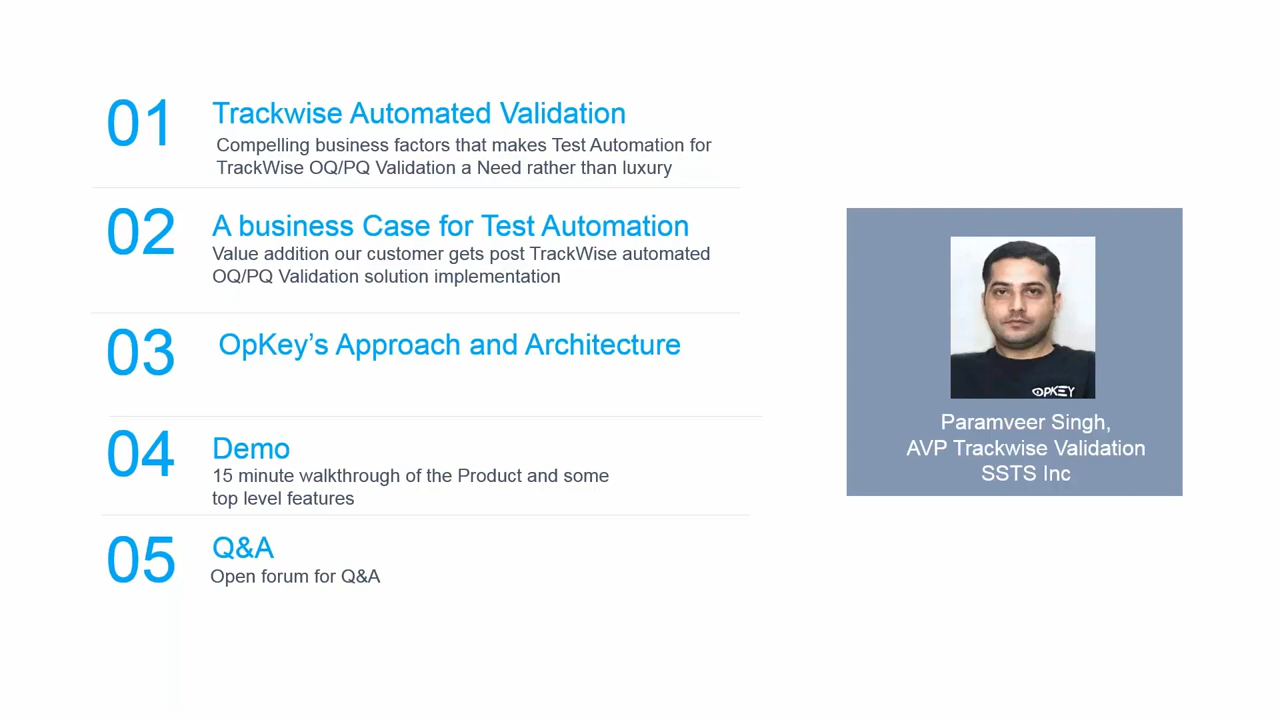 01
Trackwise Automated Validation
Compelling business factors that makes Test Automation for
TrackWise OQ/PQ Validation a Need rather than luxury
02
A business Case for Test Automation
Value addition our customer gets post TrackWise automated
OQ/PQ Validation solution implementation
03
OpKey’s Approach and Architecture
04
Demo
15 minute walkthrough of the Product and some
top level features
05
Q&A
Open forum for Q&A
OPKEY
Paramveer Singh,
AVP Trackwise Validation
SSTS Inc